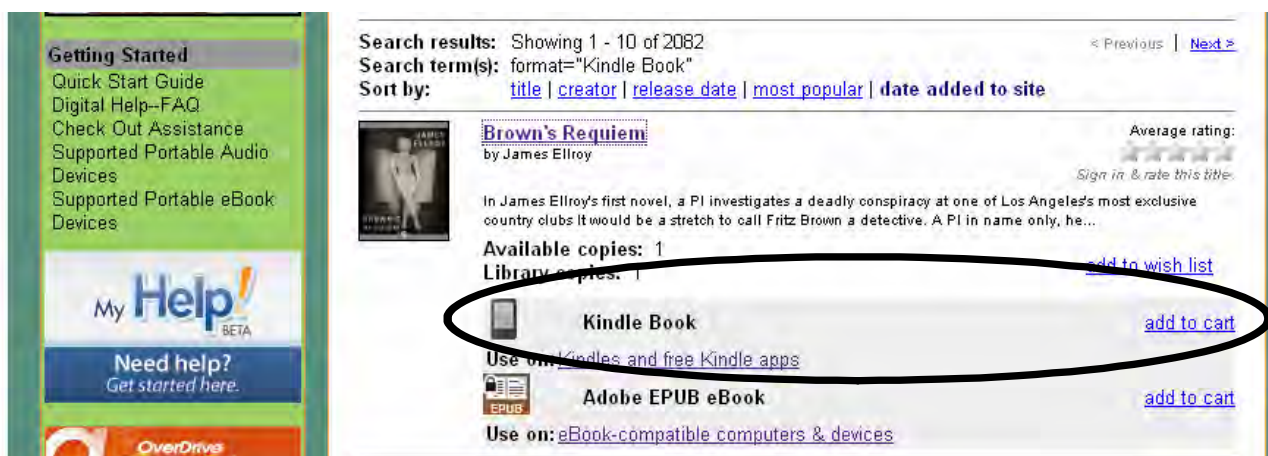 Getting Started
Quick Start Guide
Digital Help--FAQ
Check Out Assistance
Supported Portable Audio
Devices
Supported Portable eBook
Devices
My Help!
BETA
Need help?
Get started here.
OverDrive
Search results: Showing 1 - 10 of 2082
< Previous | Next >
Search term(s): format="Kindle Book"
Sort by: title | creator | release date | most popular | date added to site
JAMES
ELLROY
BROWN'S
REQUIEM
Brown's Requiem
by James Ellroy
Average rating:
Sign in & rate this title.
In James Ellroy's first novel, a PI investigates a deadly conspiracy at one of Los Angeles's most exclusive
country clubs It would be a stretch to call Fritz Brown a detective. A PI in name only, he...
Available copies: 1
Library copies: 1
add to wish list
Kindle Book
add to cart
Use on: Kindles and free Kindle apps
EPUB
Adobe EPUB eBook
add to cart
Use on: eBook-compatible computers & devices